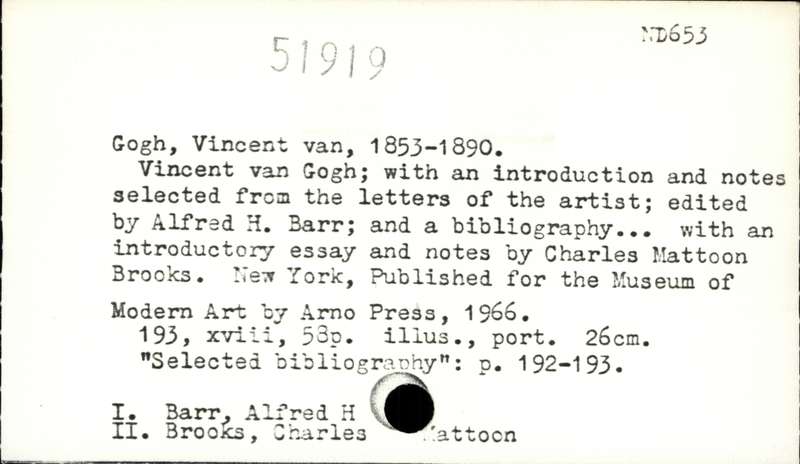 ND653
51919
Gogh, Vincent van, 1853-1890.
Vincent van Gogh; with an introduction and notes
selected from the letters of the artist; edited
by Alfred H. Barr; and a bibliography... with an
introductory essay and notes by Charles Mattoon
Brooks. New York, Published for the Museum of
Modern Art by Arno Press, 1966.
193, xviii, 58p. illus., port. 26cm.
"Selected bibliography": p. 192-193.
I. Barr, Alfred H
II. Brooks, Charles Mattoon